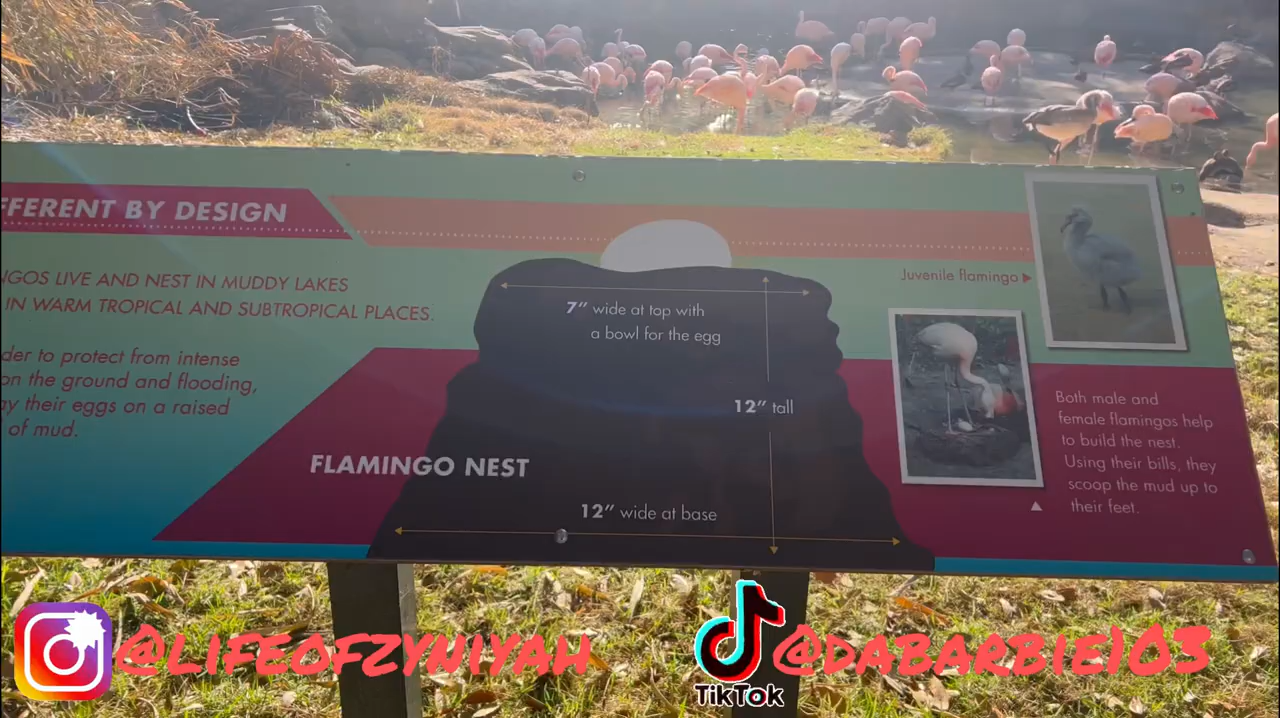 FFERENT BY DESIGN
NGOS LIVE AND NEST IN MUDDY LAKES
IN WARM TROPICAL AND SUBTROPICAL PLACES.
der to protect from intense
on the ground and flooding,
ay their eggs on a raised
of mud.
FLAMINGO NEST
7" wide at top with
a bowl for the egg
12" tall
12" wide at base
Juvenile flamingo
Both male and
female flamingos help
to build the nest.
Using their bills, they
scoop the mud up to
their feet.
@LIFEOFZYNIYAH
TikTok
@DABARBIE103